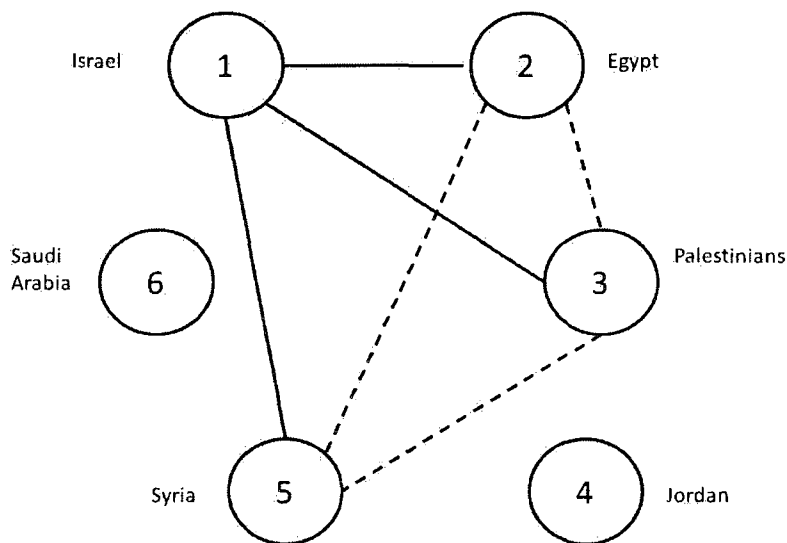 Israel
1
2
Egypt
Saudi
Arabia
6
3
Palestinians
Syria
5
4
Jordan